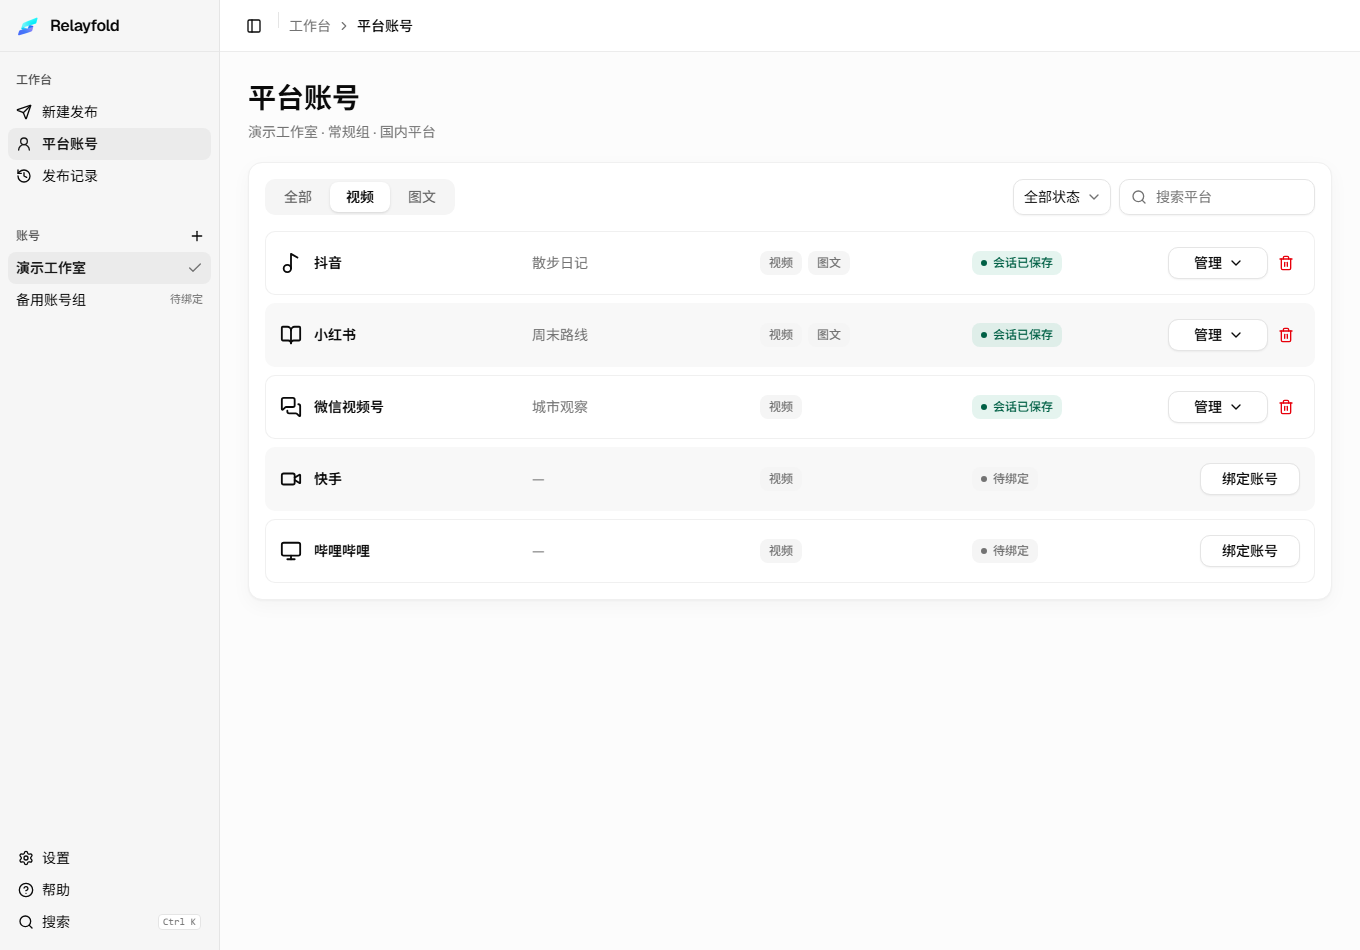 Relayfold
工作台
新建发布
平台账号
发布记录
账号
演示工作室
备用账号组 待绑定
设置
帮助
搜索 Ctrl K
工作台 平台账号
平台账号
演示工作室 · 常规组 · 国内平台
全部 视频 图文 全部状态 搜索平台
抖音 散步日记 视频 图文 会话已保存 管理
小红书 周末路线 视频 图文 会话已保存 管理
微信视频号 城市观察 视频 会话已保存 管理
快手 — 视频 待绑定 绑定账号
哔哩哔哩 — 视频 待绑定 绑定账号